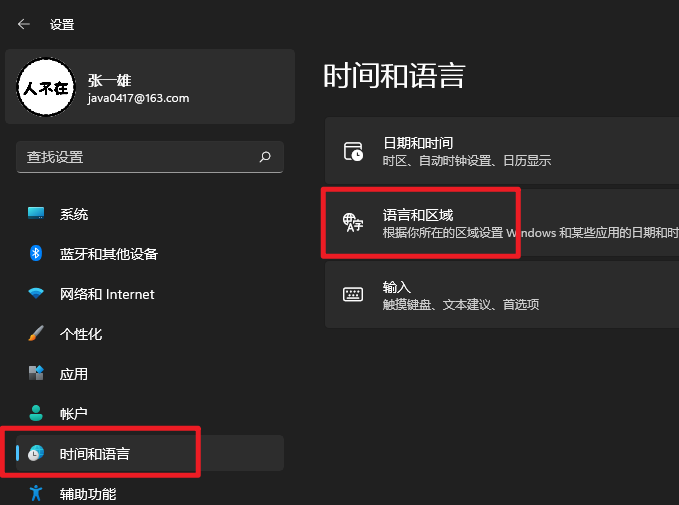 设置
人不在
张一雄
java0417@163.com
查找设置
系统
蓝牙和其他设备
网络和 Internet
个性化
应用
帐户
时间和语言
辅助功能
时间和语言
日期和时间
时区、自动时钟设置、日历显示
语言和区域
根据你所在的区域设置 Windows 和某些应用的日期和时
输入
触摸键盘、文本建议、首选项